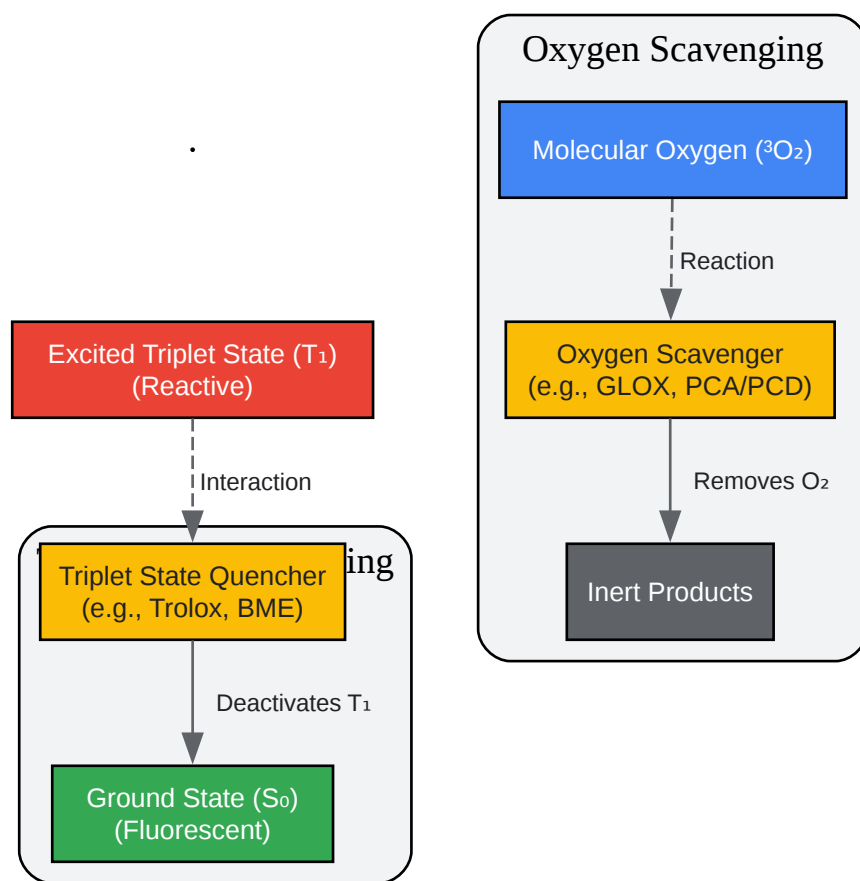 Oxygen Scavenging
Molecular Oxygen (³O₂)
Reaction
Oxygen Scavenger
(e.g., GLOX, PCA/PCD)
Removes O₂
Inert Products
.
Excited Triplet State (T₁)
(Reactive)
Interaction
Triplet State Quencher
(e.g., Trolox, BME)
Deactivates T₁
Ground State (S₀)
(Fluorescent)